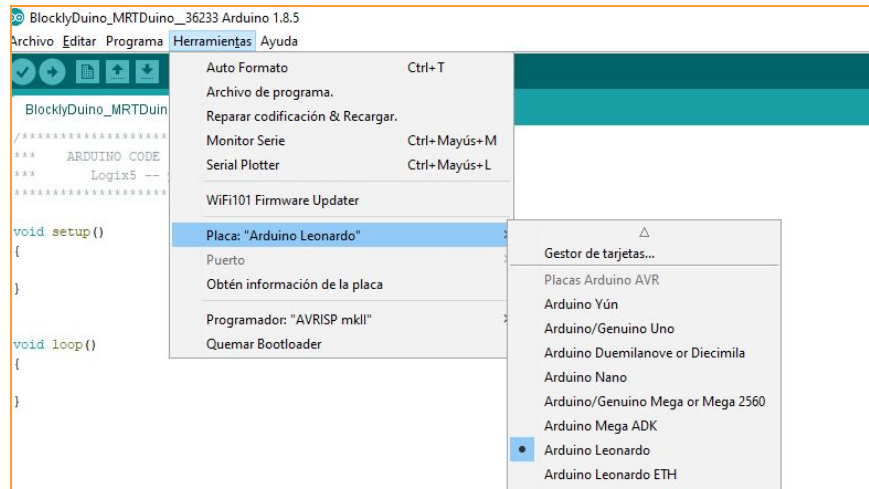 BlocklyDuino_MRTDuino__36233 Arduino 1.8.5
Archivo Editar Programa Herramientas Ayuda
BlocklyDuino_MRTDuin
/*******************
*** ARDUINO CODE
*** Logix5 --
********************
void setup()
{
}
void loop()
{
}
Auto Formato Ctrl+T
Archivo de programa.
Reparar codificación & Recargar.
Monitor Serie Ctrl+Mayús+M
Serial Plotter Ctrl+Mayús+L
WiFi101 Firmware Updater
Placa: "Arduino Leonardo"
Puerto
Obtén información de la placa
Programador: "AVRISP mkII"
Quemar Bootloader
Gestor de tarjetas...
Placas Arduino AVR
Arduino Yún
Arduino/Genuino Uno
Arduino Duemilanove or Diecimila
Arduino Nano
Arduino/Genuino Mega or Mega 2560
Arduino Mega ADK
Arduino Leonardo
Arduino Leonardo ETH